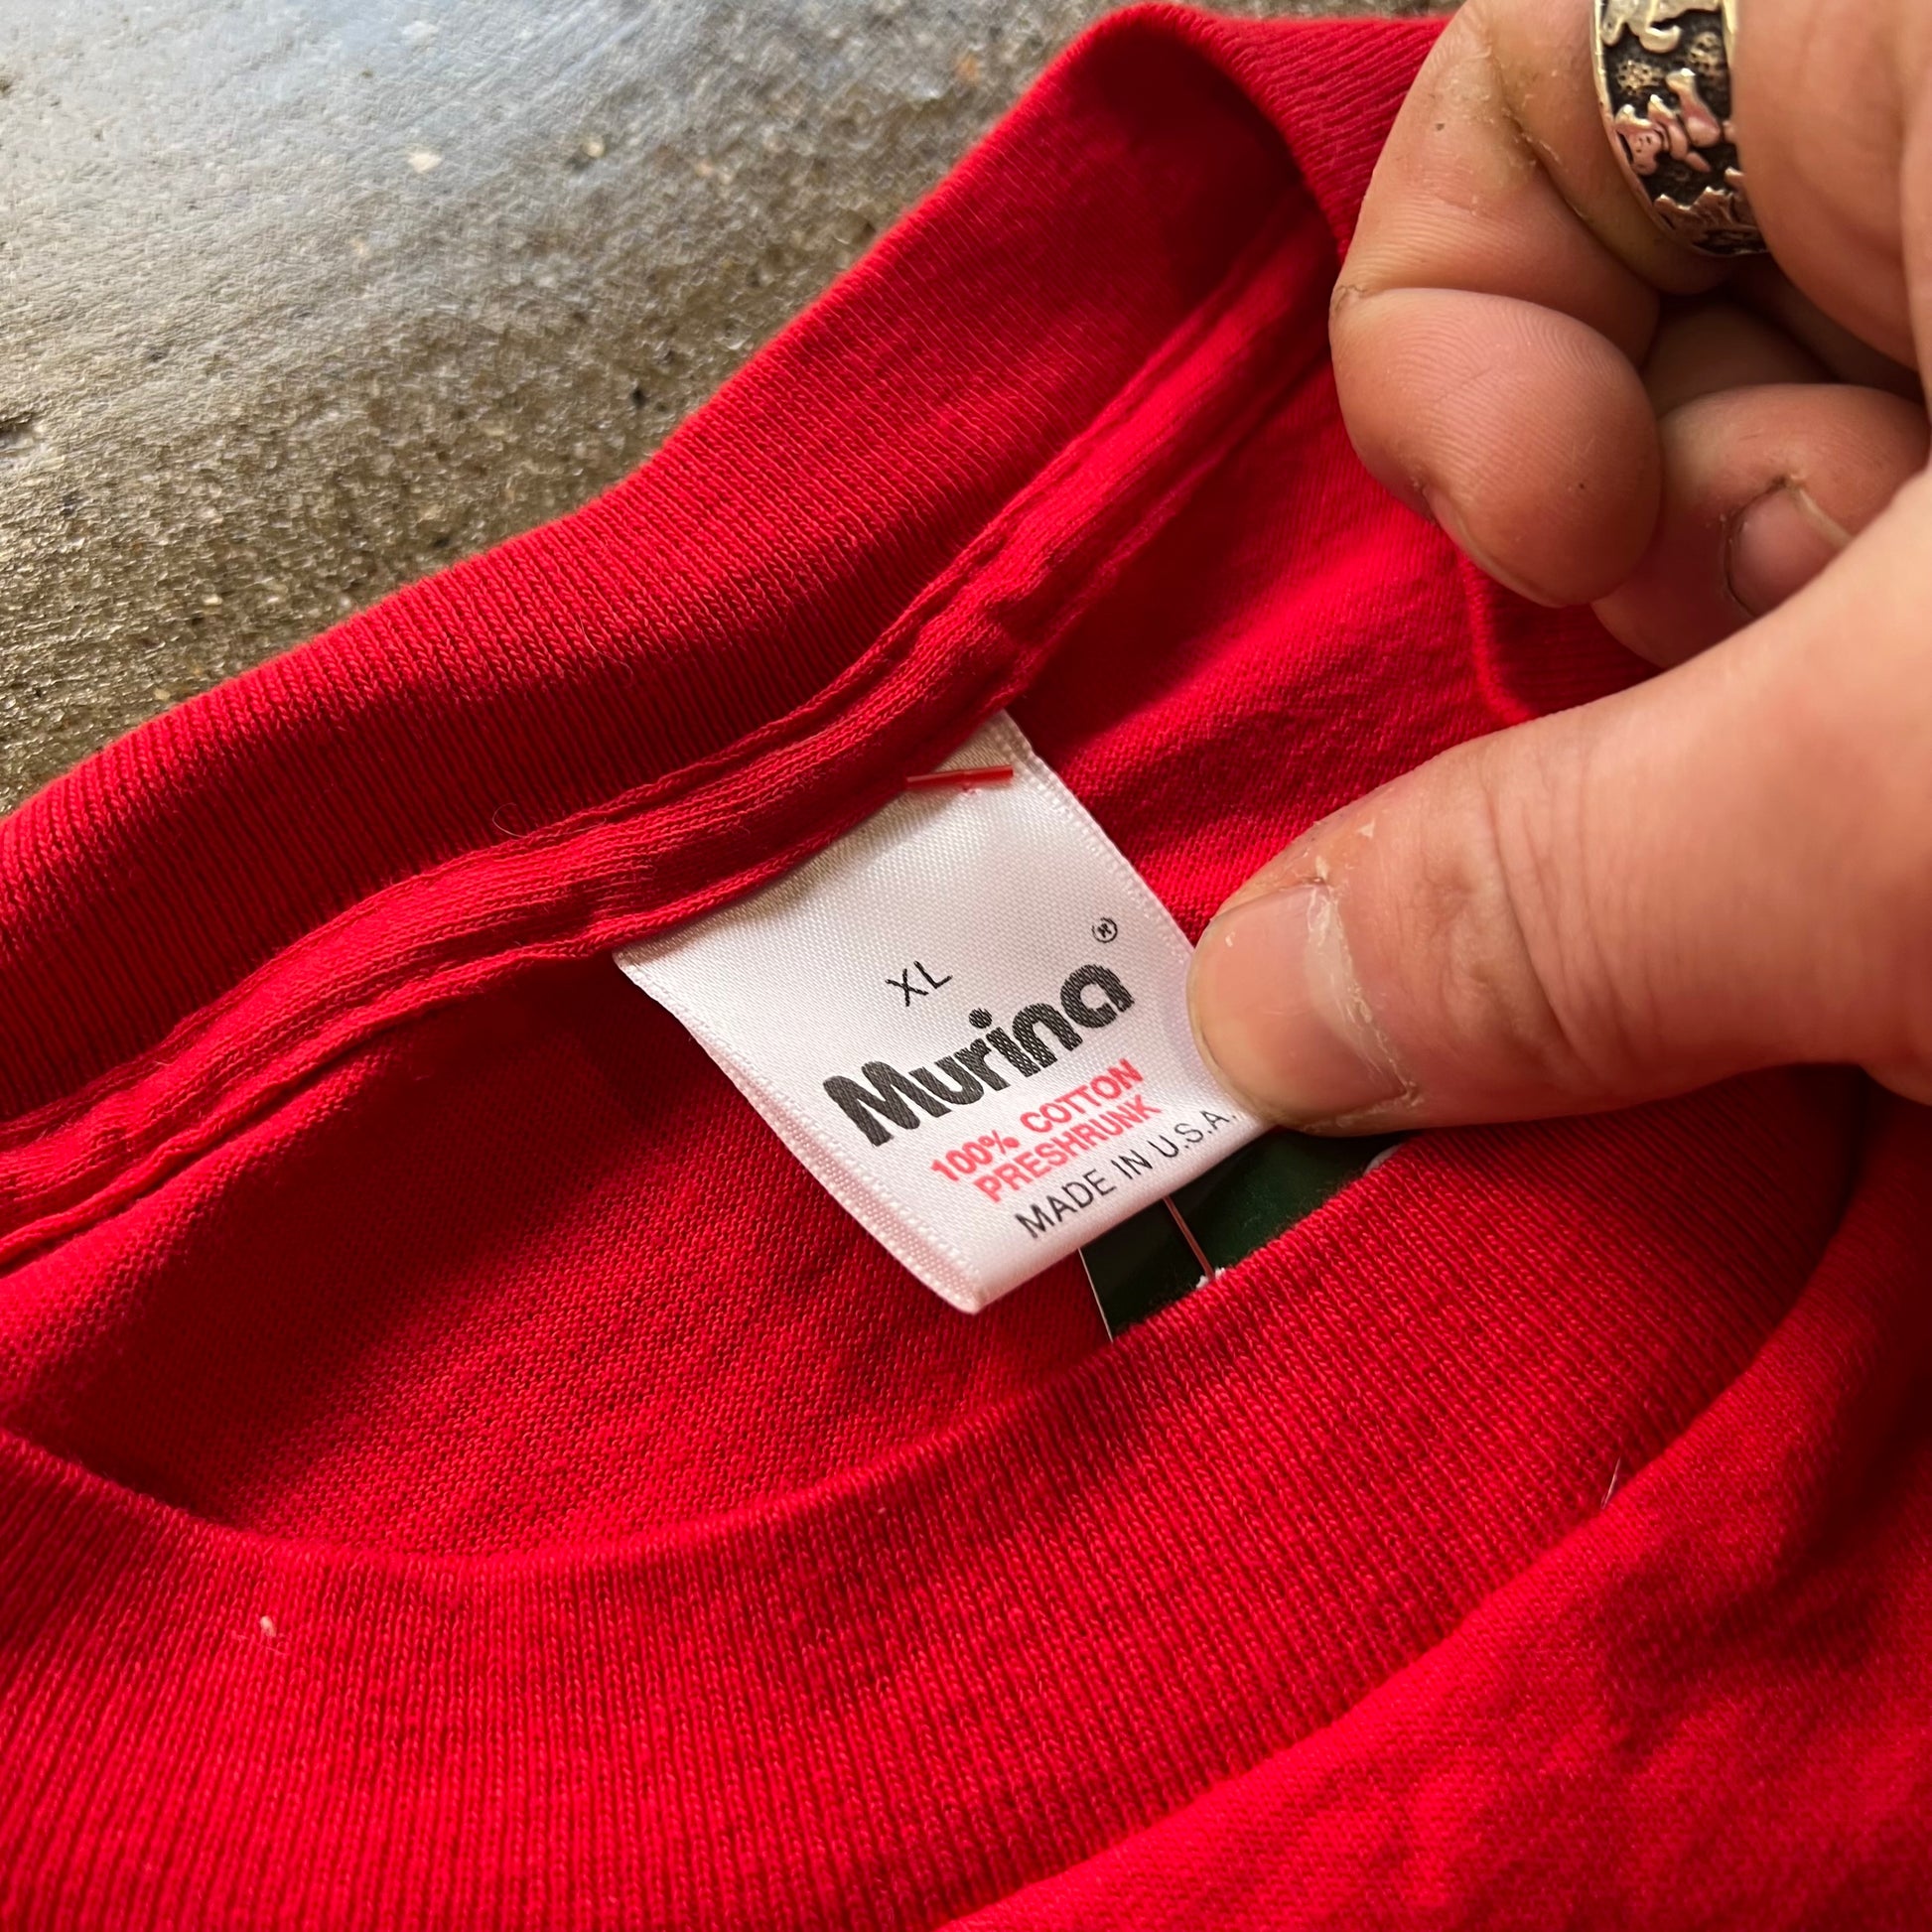 XL
Murina®
100% COTTON
PRESHRUNK
MADE IN U.S.A.